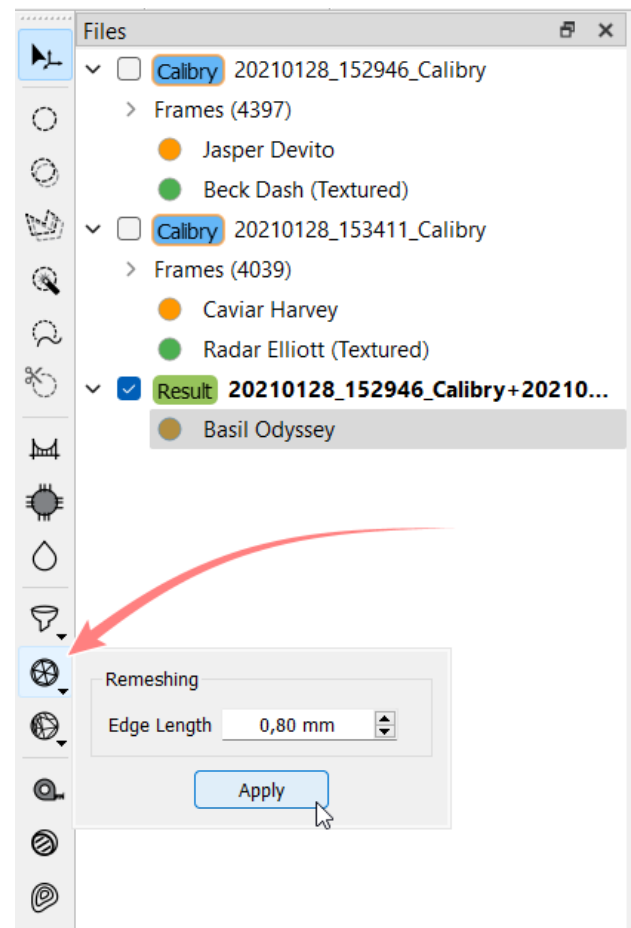 Files
Calibry 20210128_152946_Calibry
Frames (4397)
Jasper Devito
Beck Dash (Textured)
Calibry 20210128_153411_Calibry
Frames (4039)
Caviar Harvey
Radar Elliott (Textured)
Result 20210128_152946_Calibry+20210...
Basil Odyssey
Remeshing
Edge Length 0,80 mm
Apply